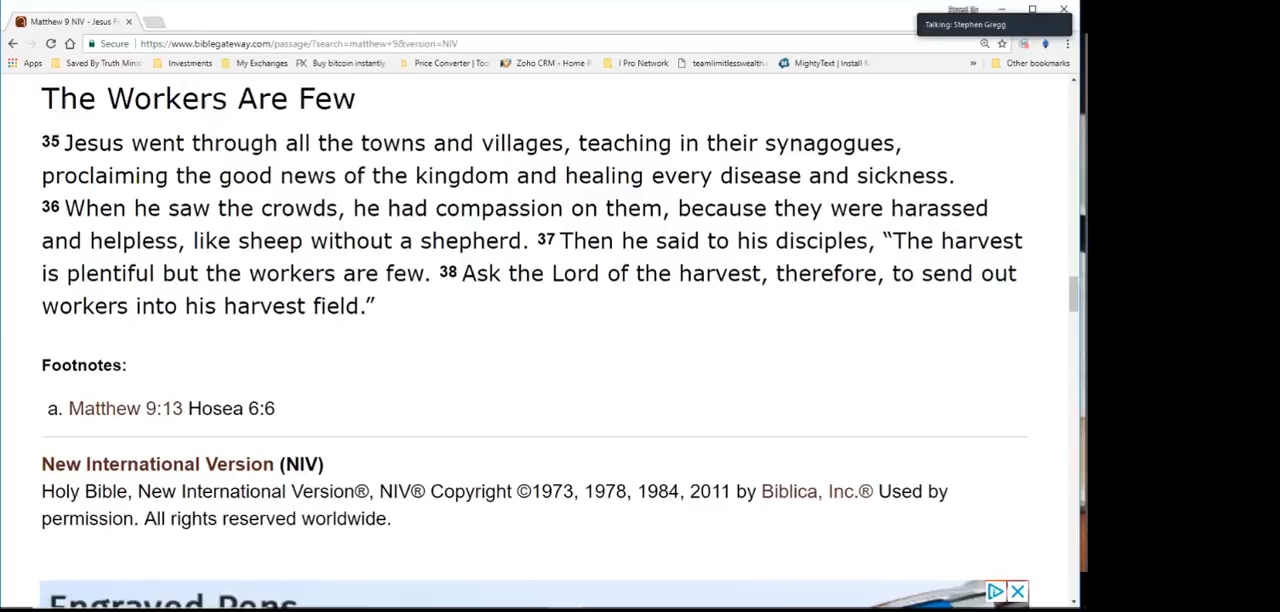 Matthew 9 NIV - Jesus F
Talking: Stephen Gregg
Secure https://www.biblegateway.com/passage/?search=matthew+9&version=NIV
Apps Saved By Truth Minis Investments My Exchanges Buy bitcoin instantly Price Converter | Too Zoho CRM - Home P I Pro Network teamlimitlesswealth. MightyText | Install M » Other bookmarks
The Workers Are Few
35 Jesus went through all the towns and villages, teaching in their synagogues,
proclaiming the good news of the kingdom and healing every disease and sickness.
36 When he saw the crowds, he had compassion on them, because they were harassed
and helpless, like sheep without a shepherd. 37 Then he said to his disciples, “The harvest
is plentiful but the workers are few. 38 Ask the Lord of the harvest, therefore, to send out
workers into his harvest field.”
Footnotes:
a. Matthew 9:13 Hosea 6:6
New International Version (NIV)
Holy Bible, New International Version®, NIV® Copyright ©1973, 1978, 1984, 2011 by Biblica, Inc.® Used by
permission. All rights reserved worldwide.
Engraved Pens